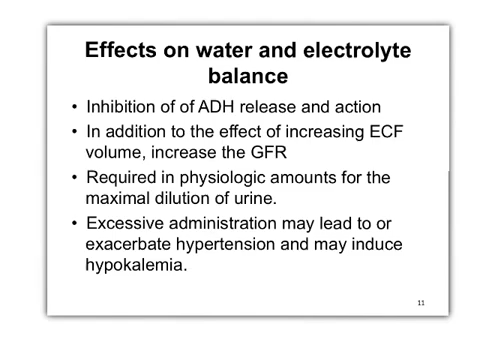 Effects on water and electrolyte
balance
• Inhibition of of ADH release and action
• In addition to the effect of increasing ECF
volume, increase the GFR
• Required in physiologic amounts for the
maximal dilution of urine.
• Excessive administration may lead to or
exacerbate hypertension and may induce
hypokalemia.
11